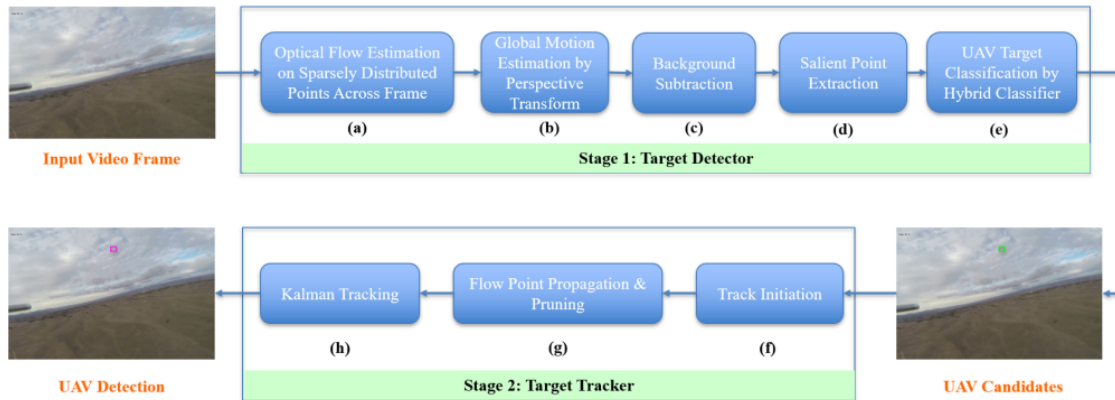 Optical Flow Estimation
on Sparsely Distributed
Points Across Frame
(a)
Global Motion
Estimation by
Perspective
Transform
(b)
Background
Subtraction
(c)
Salient Point
Extraction
(d)
UAV Target
Classification by
Hybrid Classifier
(e)
Input Video Frame
Stage 1: Target Detector
Kalman Tracking
(h)
Flow Point Propagation &
Pruning
(g)
Track Initiation
(f)
UAV Detection
Stage 2: Target Tracker
UAV Candidates